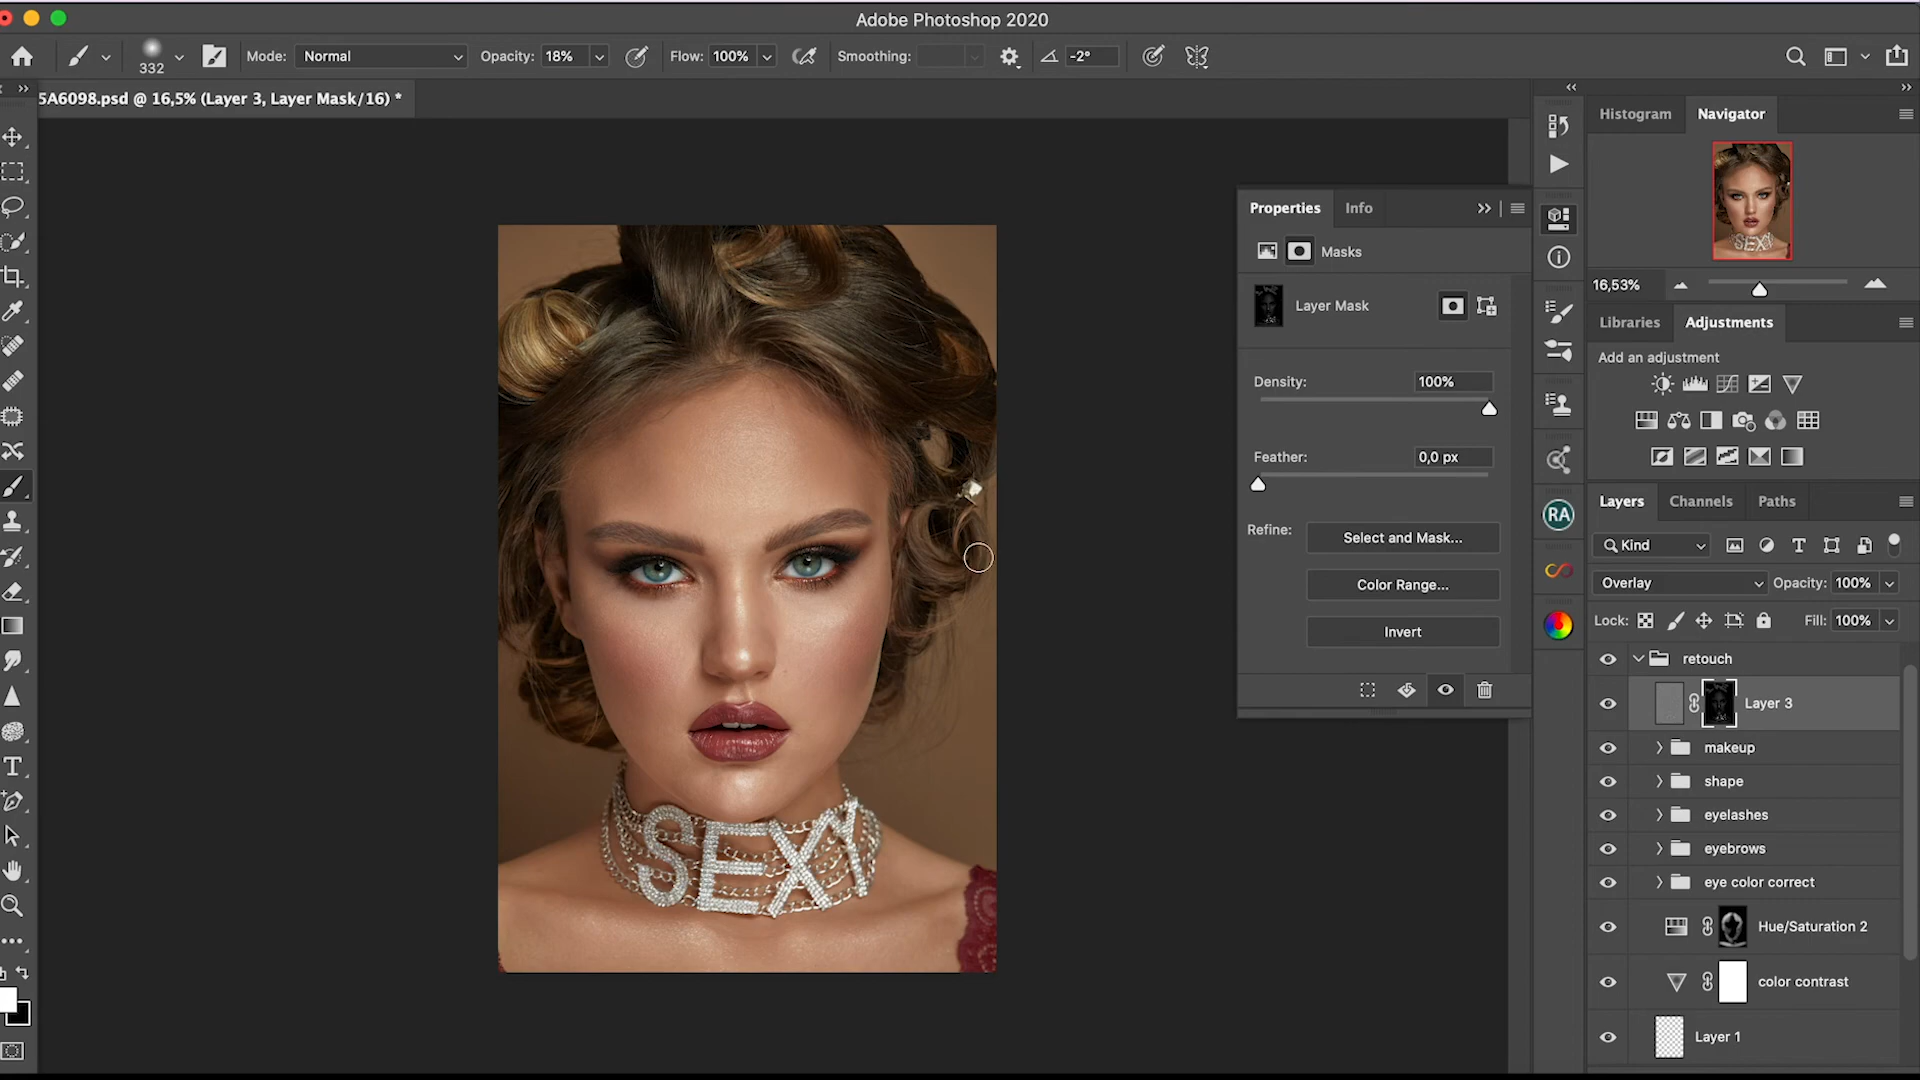 Adobe Photoshop 2020
332
Mode: Normal
Opacity: 18%
Flow: 100%
Smoothing:
-2°
5A6098.psd @ 16,5% (Layer 3, Layer Mask/16) *
Histogram
Navigator
16,53%
Libraries
Adjustments
Add an adjustment
Properties
Info
Masks
Layer Mask
Density: 100%
Feather: 0,0 px
Refine:
Select and Mask...
Color Range...
Invert
RA
Layers
Channels
Paths
Kind
Overlay
Opacity: 100%
Lock:
Fill: 100%
retouch
Layer 3
makeup
shape
eyelashes
eyebrows
eye color correct
Hue/Saturation 2
color contrast
Layer 1
SEXY
SEXY